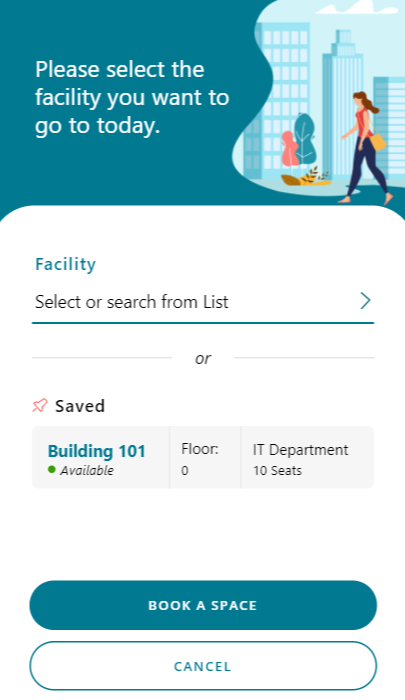 Please select the
facility you want to
go to today.
Facility
Select or search from List
or
Saved
Building 101
Available
Floor:
0
IT Department
10 Seats
BOOK A SPACE
CANCEL